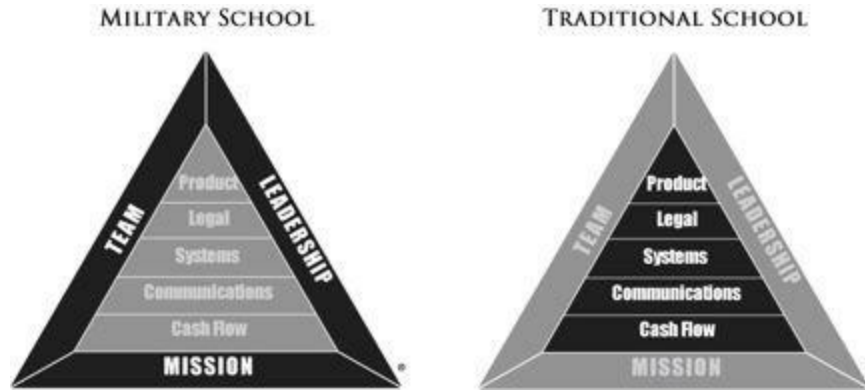 MILITARY SCHOOL
Product
Legal
Systems
Communications
Cash Flow
TEAM
LEADERSHIP
MISSION
®
TRADITIONAL SCHOOL
Product
Legal
Systems
Communications
Cash Flow
TEAM
LEADERSHIP
MISSION